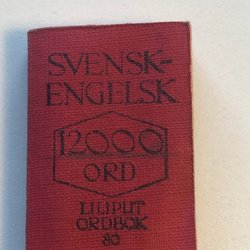 SVENSK-
ENGELSK
12000
ORD
LILIPUT
ORDBOK
80